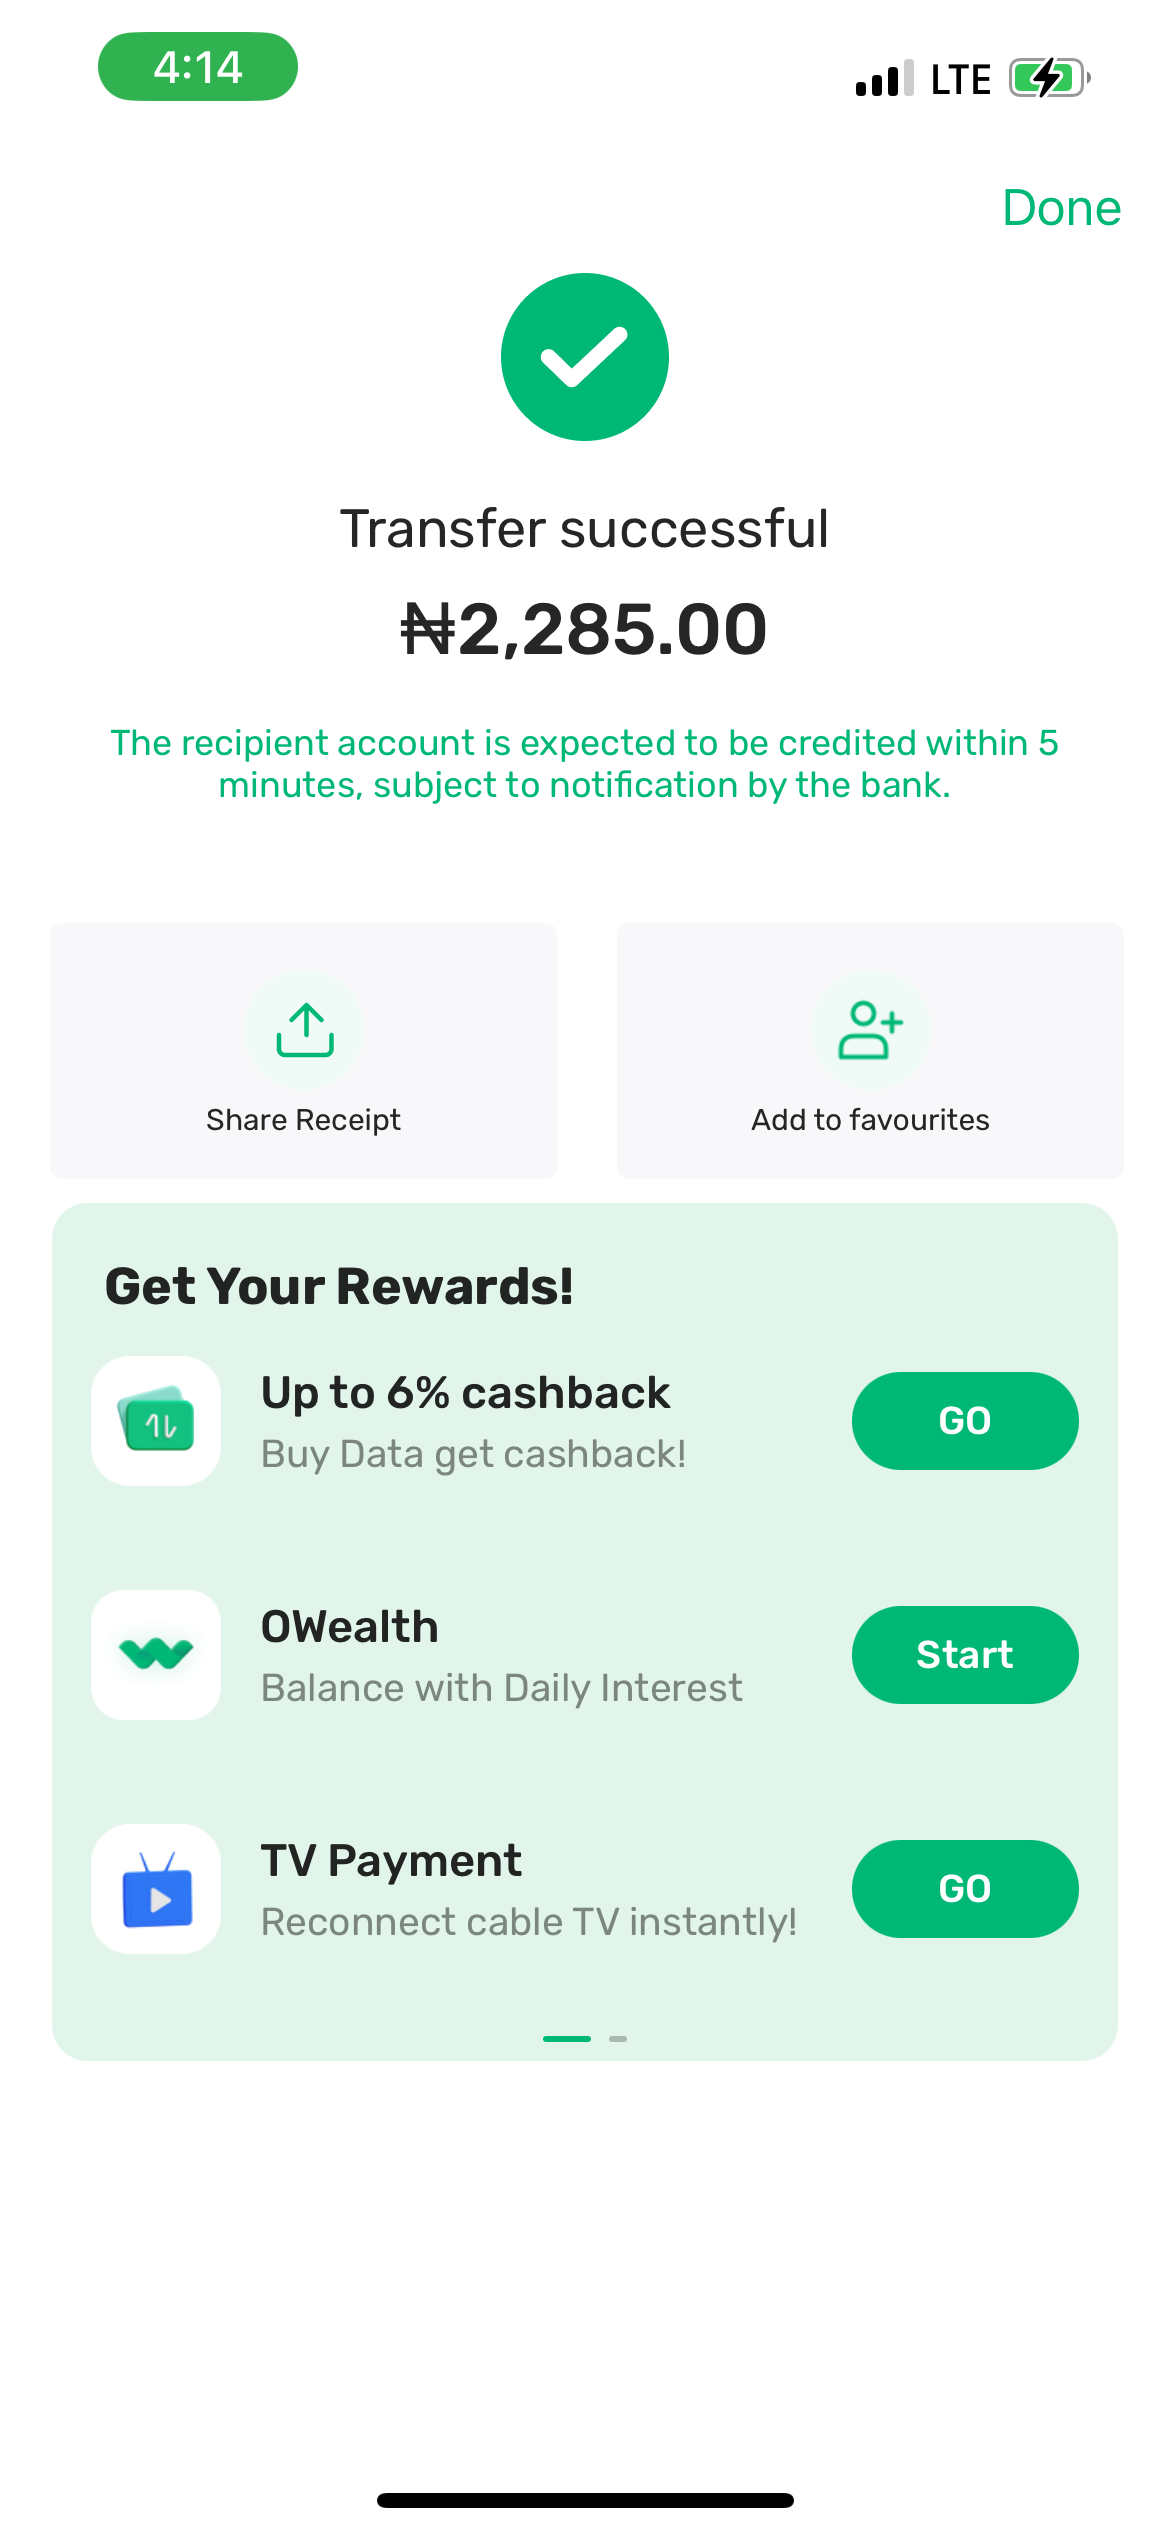 4:14
LTE
Done
Transfer successful
₦2,285.00
The recipient account is expected to be credited within 5
minutes, subject to notification by the bank.
Share Receipt
Add to favourites
Get Your Rewards!
Up to 6% cashback
Buy Data get cashback!
GO
OWealth
Balance with Daily Interest
Start
TV Payment
Reconnect cable TV instantly!
GO